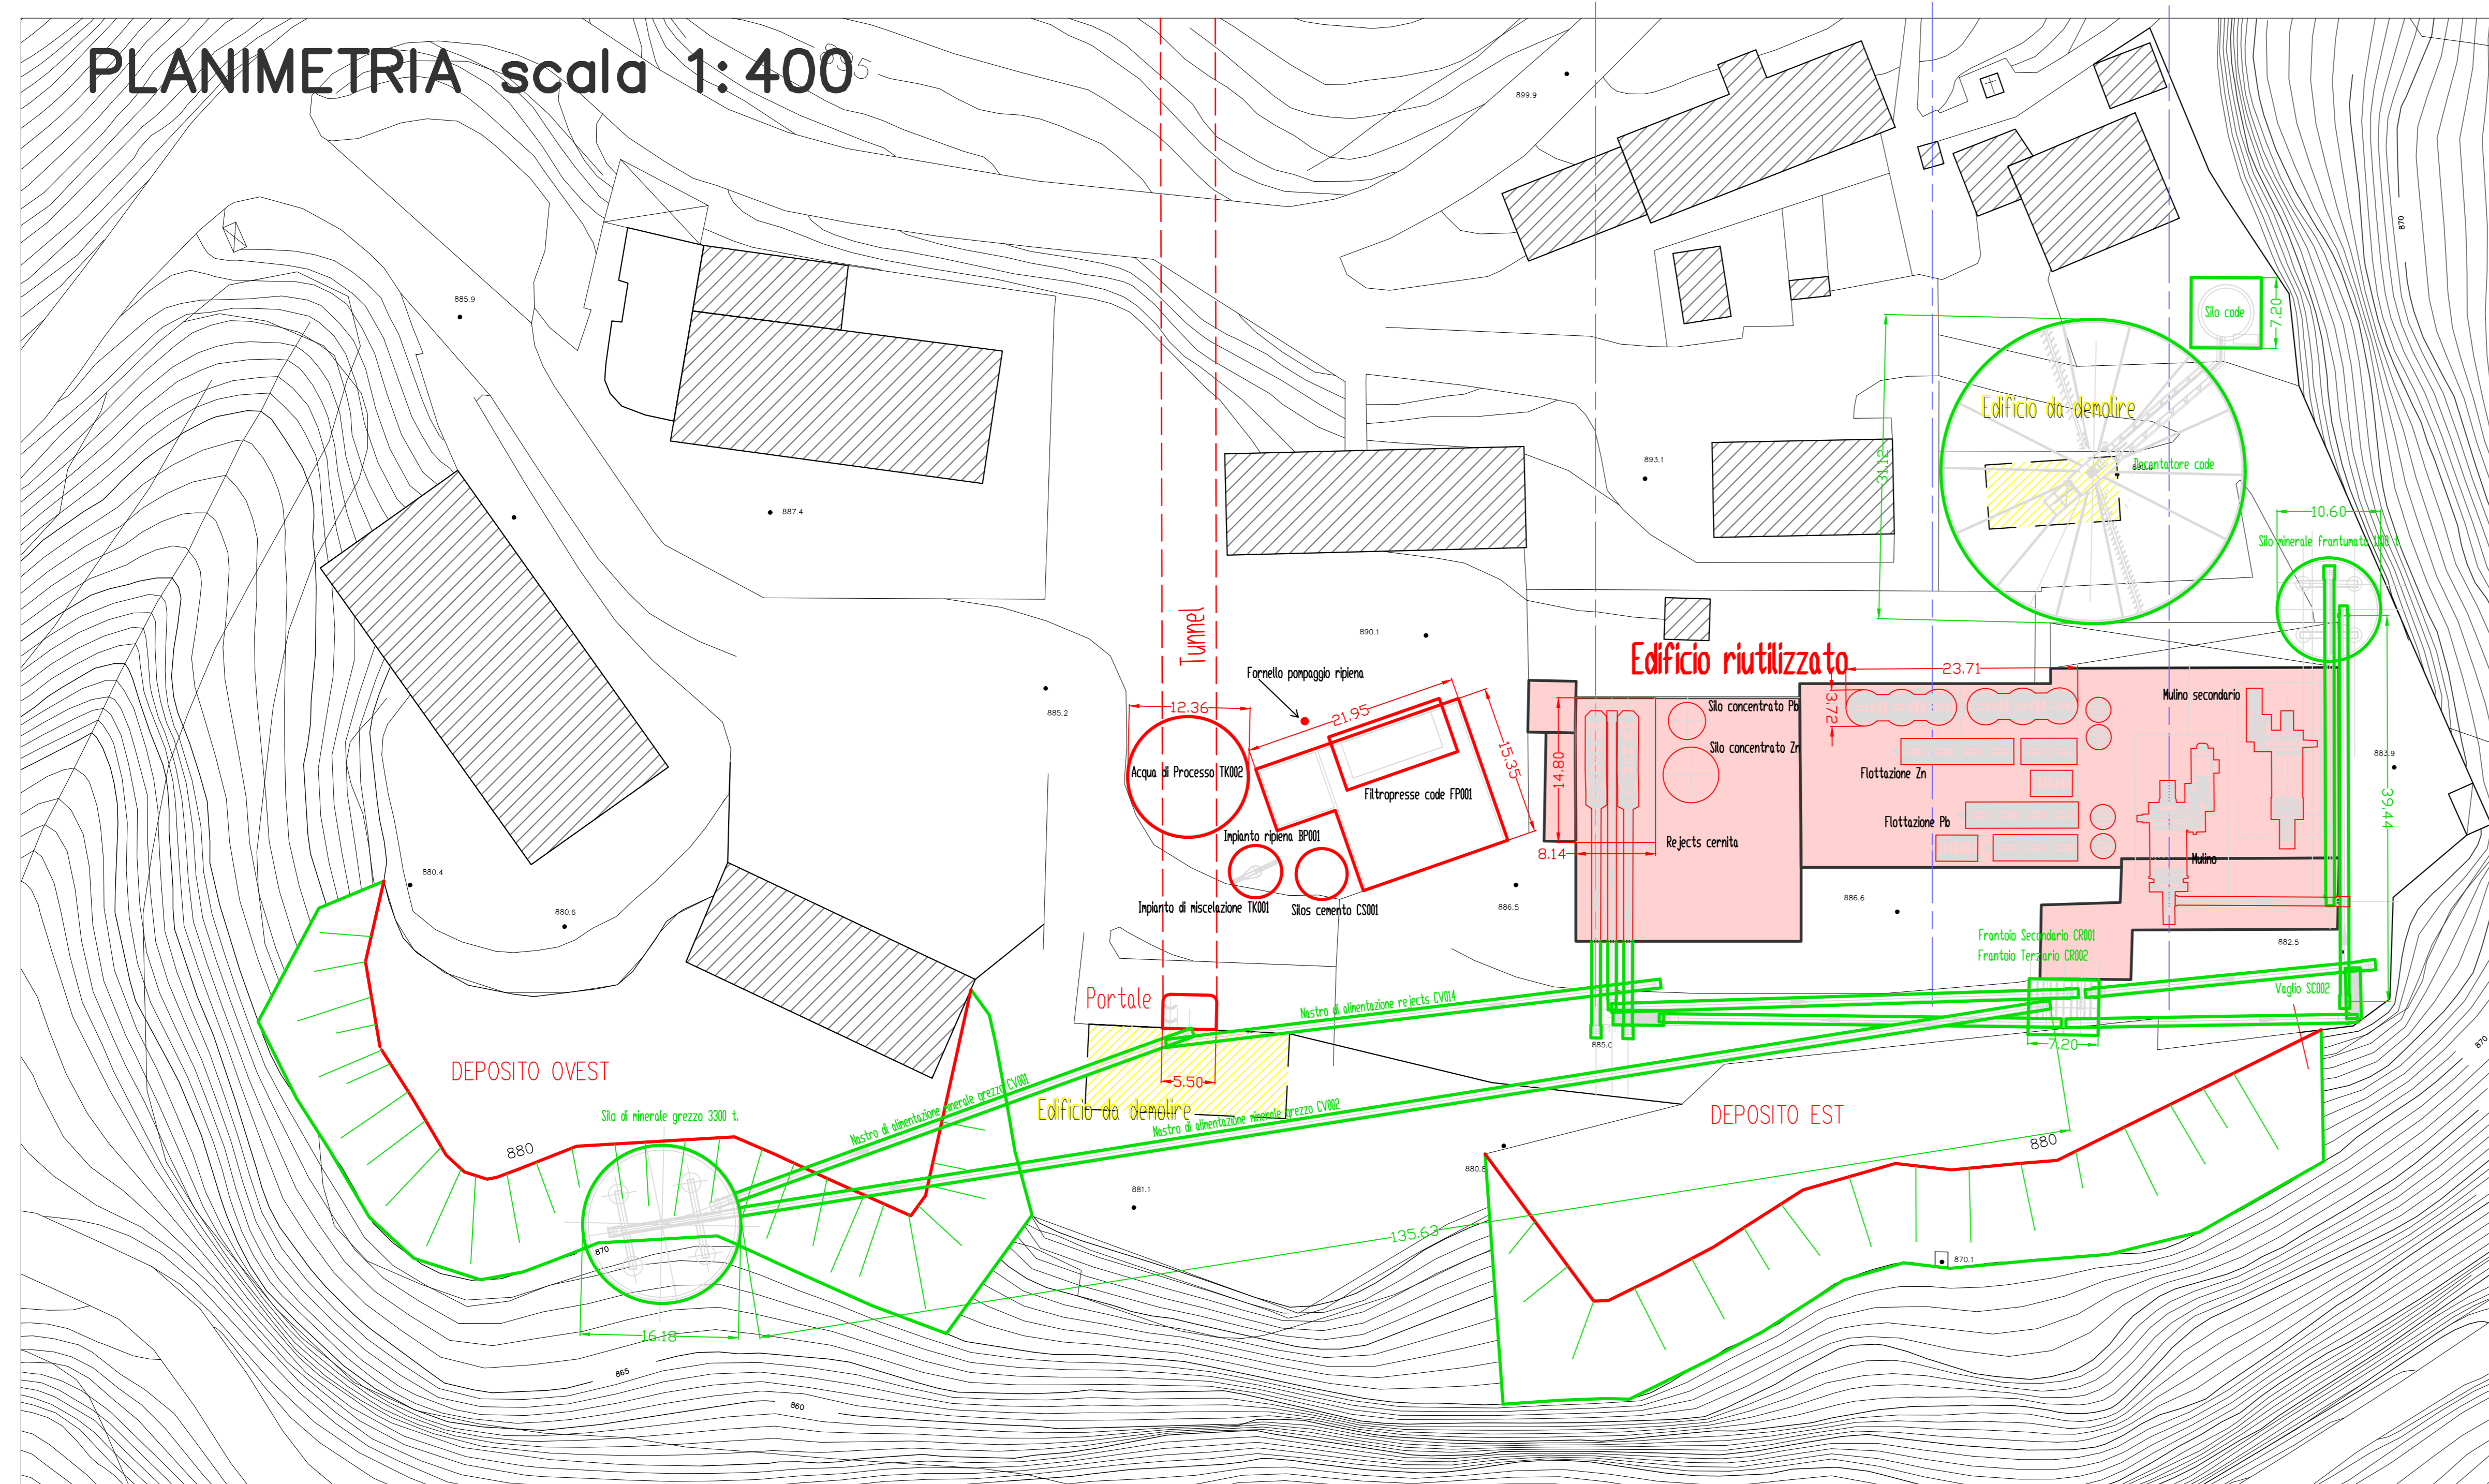 PLANIMETRIA scala 1:400
899.9
870
885.9
Silo code
7.20
Edificio da demolire
31.12
893.1
Decantatore code
887.4
10.60
Silo minerale frantumato
Tunnel
890.1
Edificio riutilizzato
Fornello pompaggio ripiena
23.71
3.72
Mulino secondario
885.2
12.36
21.95
Silo concentrato Pb
Silo concentrato Zn
883.9
15.35
14.80
Acqua di Processo TK002
Flottazione Zn
Filtropresse code FP001
39.44
Flottazione Pb
Impianto ripiena BP001
Rejects cernita
8.14
Mulino
880.4
880.6
Impianto di miscelazione TK001
Silos cemento CS001
886.5
886.6
Frantoio Secondario CR001
882.5
Frantoio Terziario CR002
Portale
Nastro di alimentazione rejects CV014
Vaglio SC002
885.0
7.20
DEPOSITO OVEST
5.50
Nastro di alimentazione minerale grezzo CV001
Edificio da demolire
Silo di minerale grezzo 3300 t.
Nastro di alimentazione minerale grezzo CV002
DEPOSITO EST
880
880
880.8
881.1
135.63
870
870.1
870
16.18
865
860